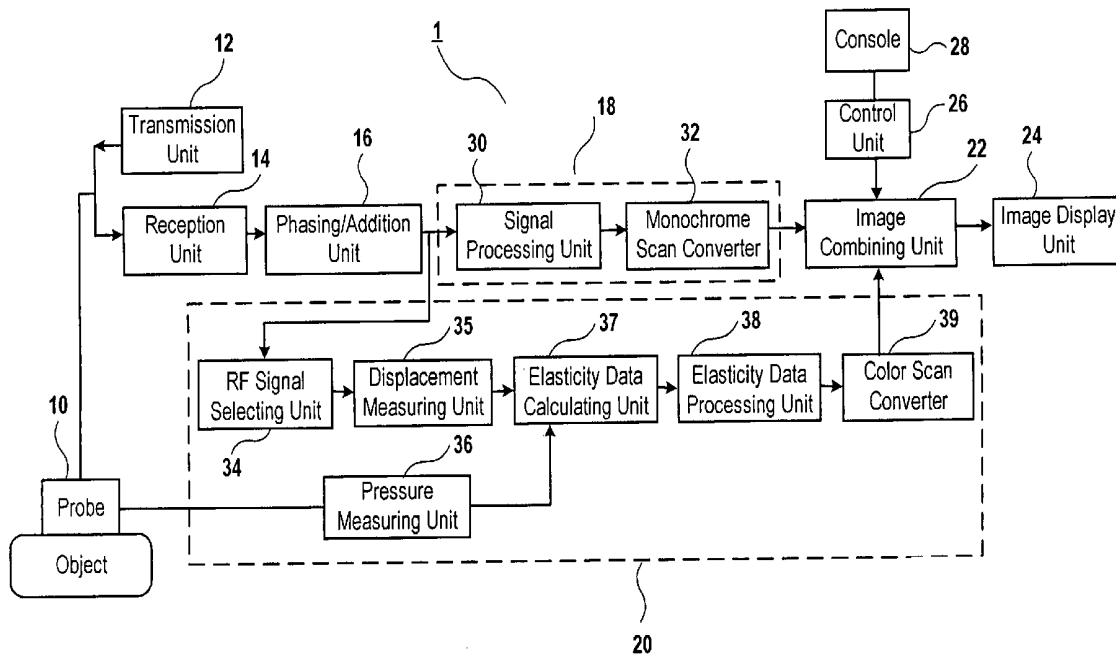 1
Console
28
12
Transmission
Unit
18
Control
Unit
26
16
14
30
32
22
24
Reception
Unit
Phasing/Addition
Unit
Signal
Processing Unit
Monochrome
Scan Converter
Image
Combining Unit
Image Display
Unit
35
37
38
39
RF Signal
Selecting Unit
Displacement
Measuring Unit
Elasticity Data
Calculating Unit
Elasticity Data
Processing Unit
Color Scan
Converter
10
34
36
Probe
Pressure
Measuring Unit
Object
20